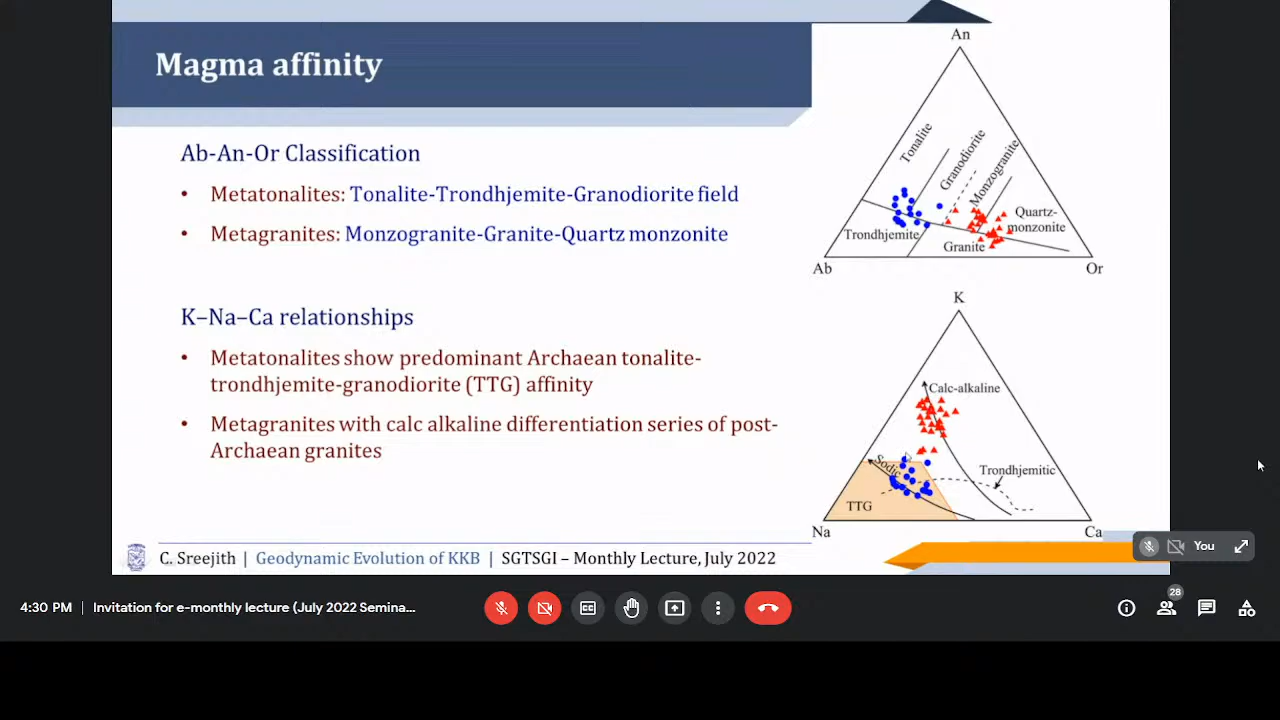 Magma affinity
Ab-An-Or Classification
• Metatonalites: Tonalite-Trondhjemite-Granodiorite field
• Metagranites: Monzogranite-Granite-Quartz monzonite
K–Na–Ca relationships
• Metatonalites show predominant Archaean tonalite-
trondhjemite-granodiorite (TTG) affinity
• Metagranites with calc alkaline differentiation series of post-
Archaean granites
An
Tonalite
Granodiorite
Monzogranite
Quartz-
monzonite
Trondhjemite
Granite
Ab
Or
K
Calc-alkaline
Sodic
Trondhjemitic
TTG
Na
Ca
C. Sreejith | Geodynamic Evolution of KKB | SGTSGI – Monthly Lecture, July 2022
You
4:30 PM | Invitation for e-monthly lecture (July 2022 Semina...
28